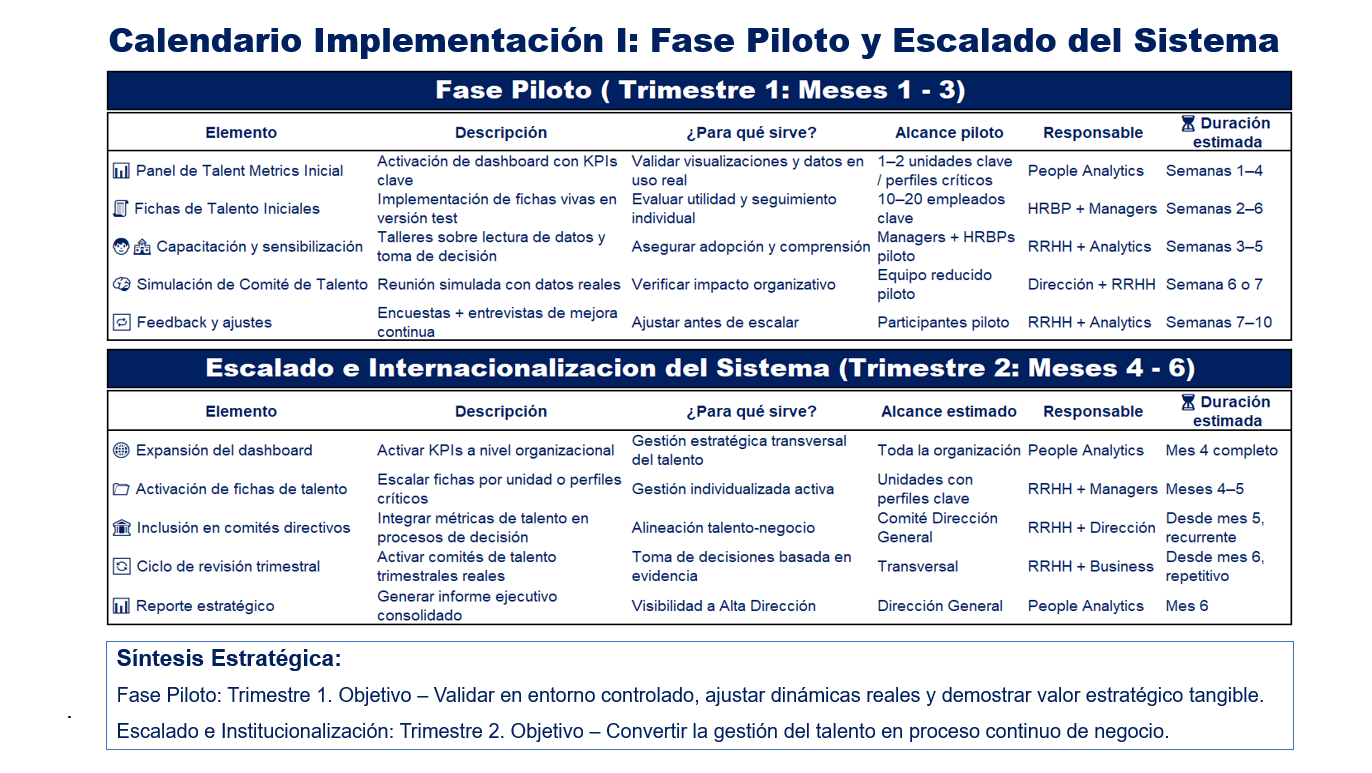 Calendario Implementación I: Fase Piloto y Escalado del Sistema
Fase Piloto ( Trimestre 1: Meses 1 - 3)
Elemento Descripción ¿Para qué sirve? Alcance piloto Responsable ⏳ Duración estimada
Panel de Talent Metrics Inicial Activación de dashboard con KPIs clave Validar visualizaciones y datos en uso real 1–2 unidades clave / perfiles críticos People Analytics Semanas 1–4
Fichas de Talento Iniciales Implementación de fichas vivas en versión test Evaluar utilidad y seguimiento individual 10–20 empleados clave HRBP + Managers Semanas 2–6
Capacitación y sensibilización Talleres sobre lectura de datos y toma de decisión Asegurar adopción y comprensión Managers + HRBPs piloto RRHH + Analytics Semanas 3–5
Simulación de Comité de Talento Reunión simulada con datos reales Verificar impacto organizativo Equipo reducido piloto Dirección + RRHH Semana 6 o 7
Feedback y ajustes Encuestas + entrevistas de mejora continua Ajustar antes de escalar Participantes piloto RRHH + Analytics Semanas 7–10
Escalado e Internacionalizacion del Sistema (Trimestre 2: Meses 4 - 6)
Elemento Descripción ¿Para qué sirve? Alcance estimado Responsable ⏳ Duración estimada
Expansión del dashboard Activar KPIs a nivel organizacional Gestión estratégica transversal del talento Toda la organización People Analytics Mes 4 completo
Activación de fichas de talento Escalar fichas por unidad o perfiles críticos Gestión individualizada activa Unidades con perfiles clave RRHH + Managers Meses 4–5
Inclusión en comités directivos Integrar métricas de talento en procesos de decisión Alineación talento-negocio Comité Dirección General RRHH + Dirección Desde mes 5, recurrente
Ciclo de revisión trimestral Activar comités de talento trimestrales reales Toma de decisiones basada en evidencia Transversal RRHH + Business Desde mes 6, repetitivo
Reporte estratégico Generar informe ejecutivo consolidado Visibilidad a Alta Dirección Dirección General People Analytics Mes 6
Síntesis Estratégica:
Fase Piloto: Trimestre 1. Objetivo – Validar en entorno controlado, ajustar dinámicas reales y demostrar valor estratégico tangible.
.
Escalado e Institucionalización: Trimestre 2. Objetivo – Convertir la gestión del talento en proceso continuo de negocio.